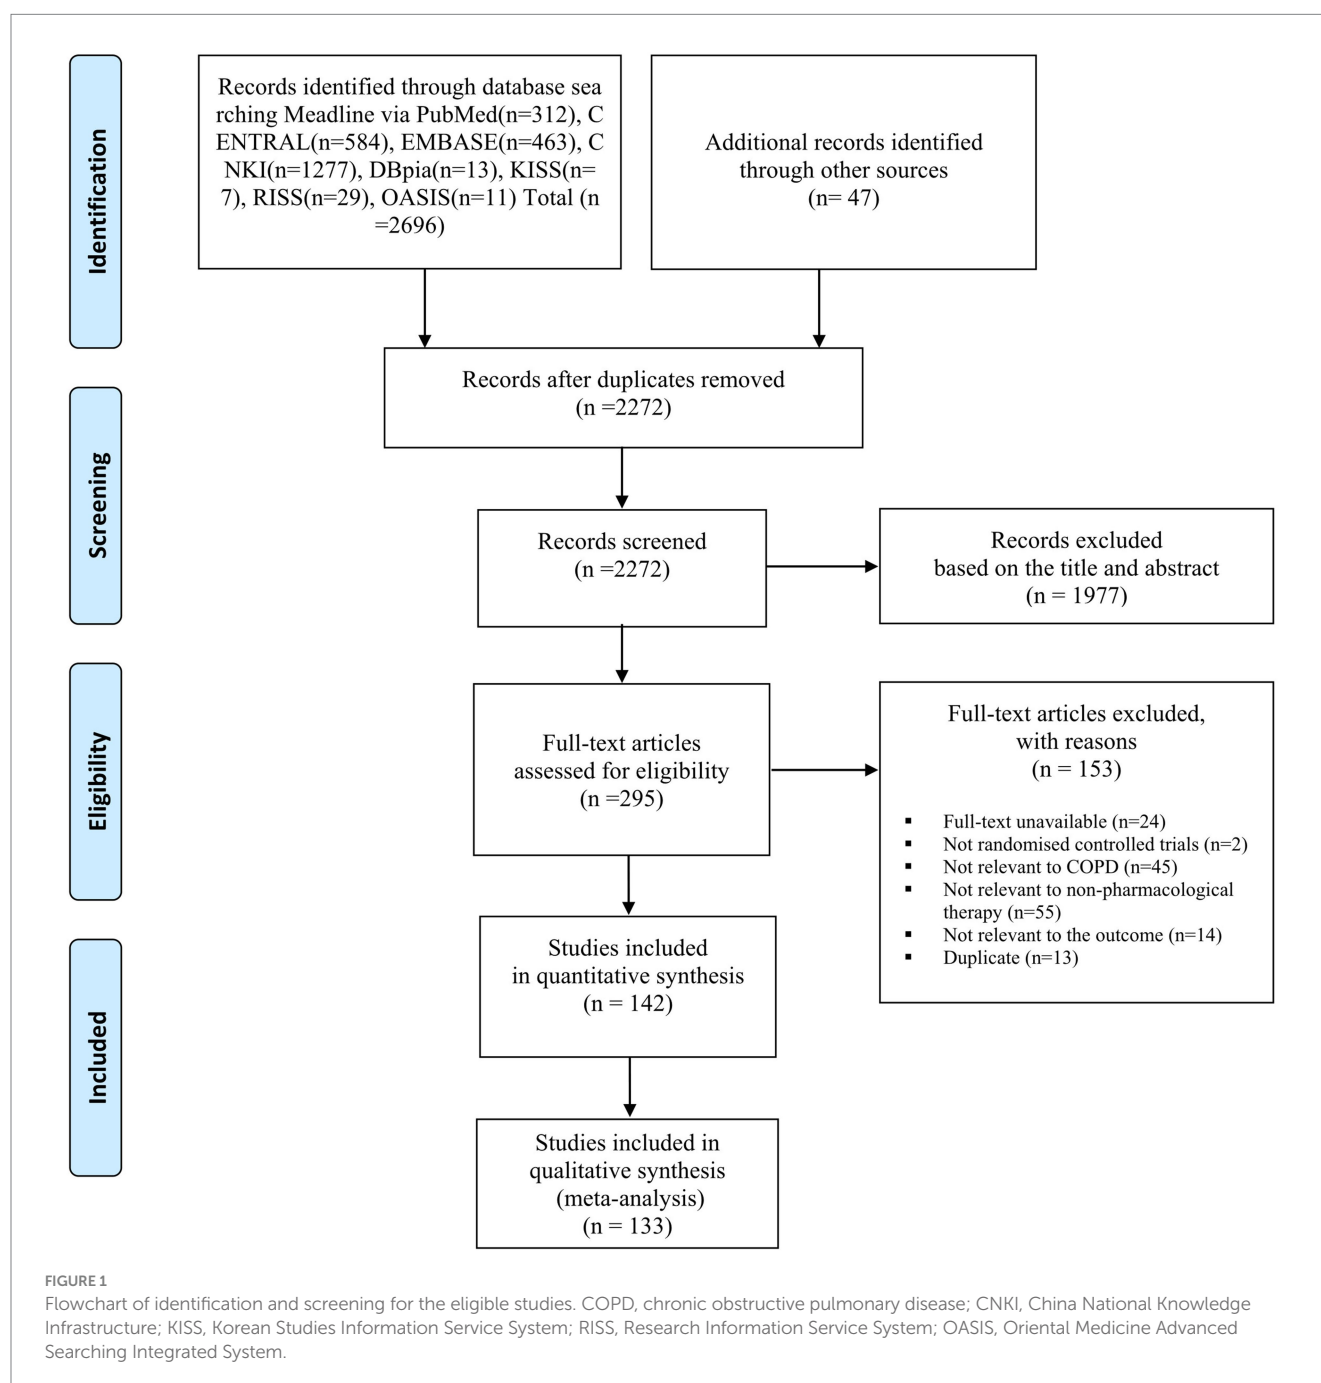 Identification
Records identified through database sea
rching Meadline via PubMed(n=312), C
ENTRAL(n=584), EMBASE(n=463), C
NKI(n=1277), DBpia(n=13), KISS(n=
7), RISS(n=29), OASIS(n=11) Total (n
=2696)
Additional records identified
through other sources
(n= 47)
Records after duplicates removed
(n =2272)
Screening
Records screened
(n =2272)
Records excluded
based on the title and abstract
(n = 1977)
Eligibility
Full-text articles
assessed for eligibility
(n =295)
Full-text articles excluded,
with reasons
(n = 153)
▪ Full-text unavailable (n=24)
▪ Not randomised controlled trials (n=2)
▪ Not relevant to COPD (n=45)
▪ Not relevant to non-pharmacological
therapy (n=55)
▪ Not relevant to the outcome (n=14)
▪ Duplicate (n=13)
Included
Studies included
in quantitative synthesis
(n = 142)
Studies included in
qualitative synthesis
(meta-analysis)
(n = 133)
FIGURE 1
Flowchart of identification and screening for the eligible studies. COPD, chronic obstructive pulmonary disease; CNKI, China National Knowledge
Infrastructure; KISS, Korean Studies Information Service System; RISS, Research Information Service System; OASIS, Oriental Medicine Advanced
Searching Integrated System.